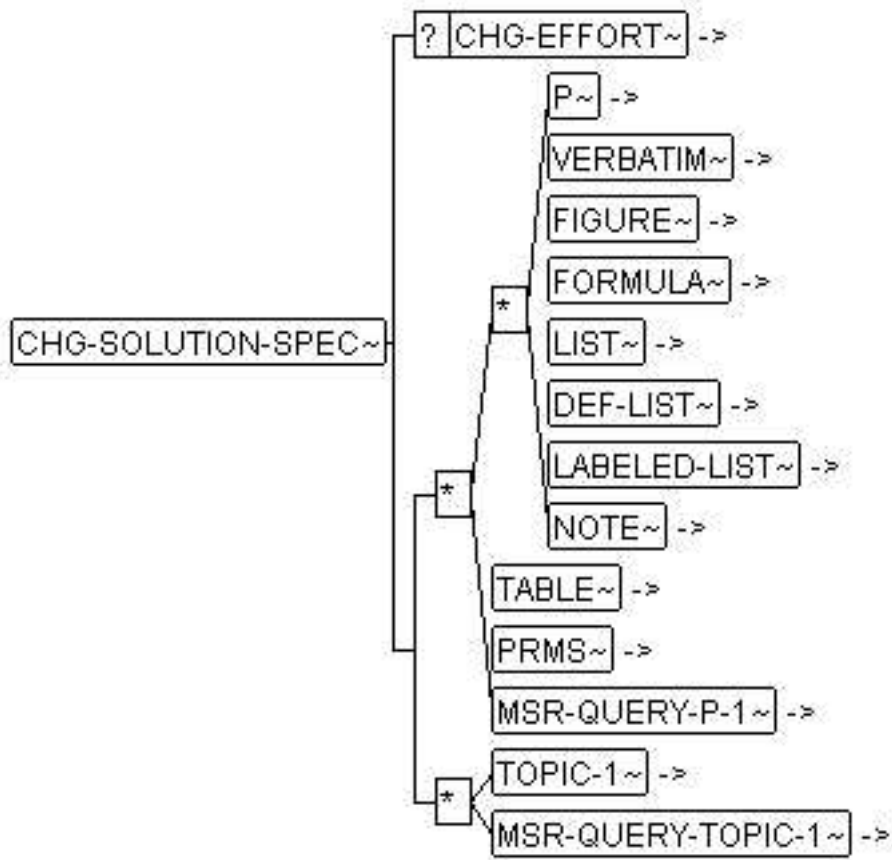 ? CHG-EFFORT~ ->
P~ ->
VERBATIM~ ->
FIGURE~ ->
FORMULA~ ->
*
LIST~ ->
CHG-SOLUTION-SPEC~
DEF-LIST~ ->
LABELED-LIST~ ->
*
NOTE~ ->
TABLE~ ->
PRMS~ ->
MSR-QUERY-P-1~ ->
TOPIC-1~ ->
*
MSR-QUERY-TOPIC-1~ ->